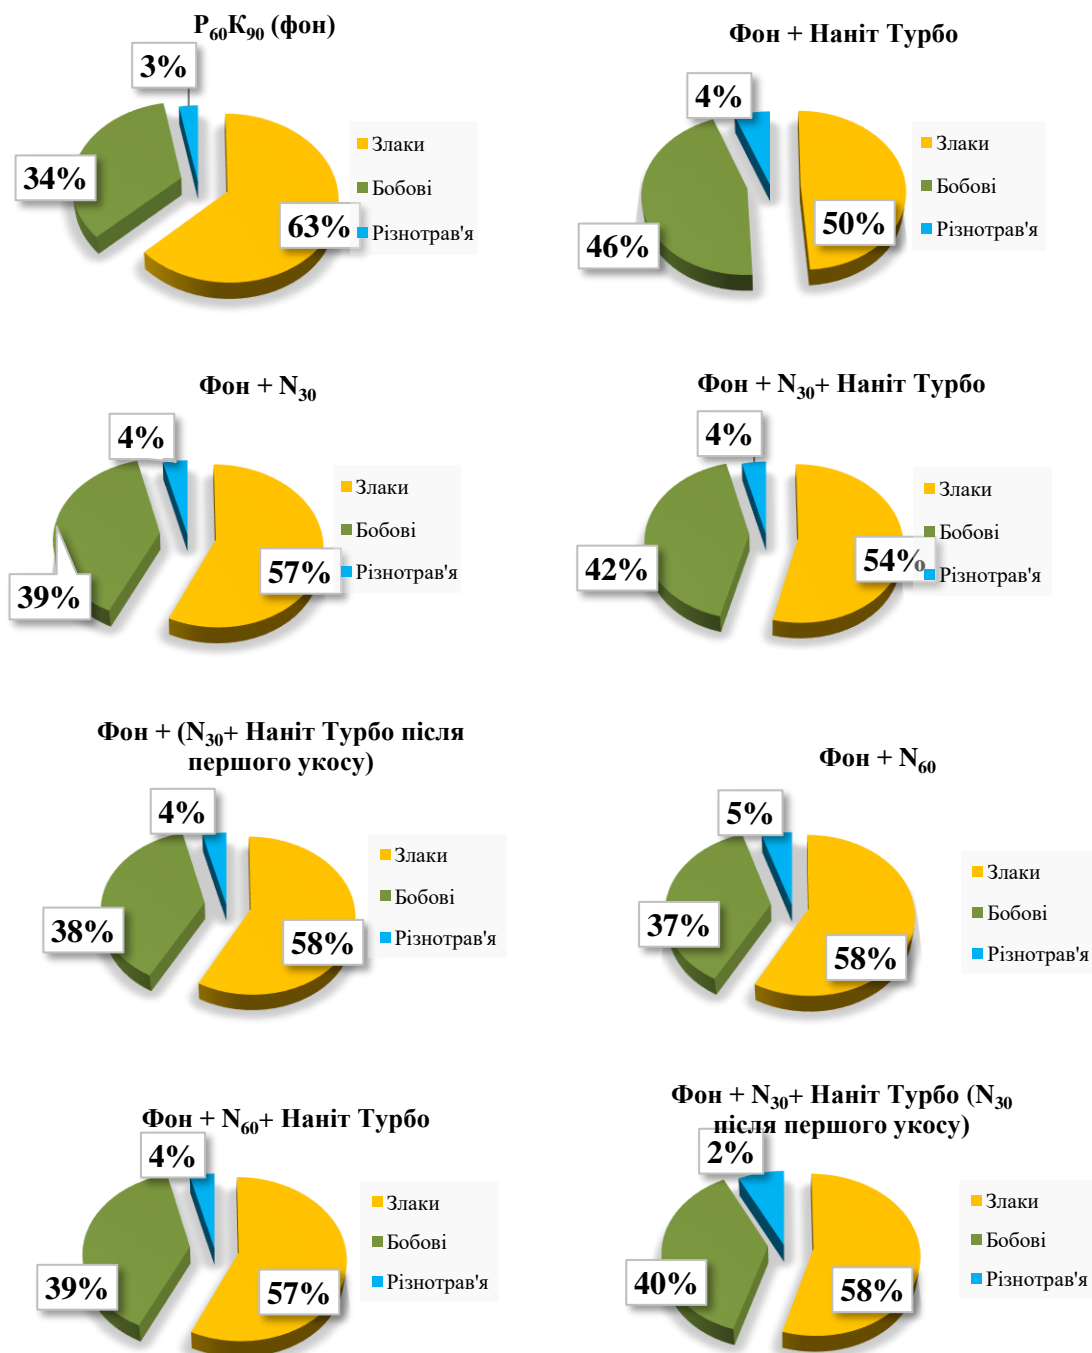 P₆₀K₉₀ (фон)
3%
34%
63%
Злаки
Бобові
Різнотрав'я
Фон + Наніт Турбо
4%
46%
50%
Злаки
Бобові
Різнотрав'я
Фон + N₃₀
4%
39%
57%
Злаки
Бобові
Різнотрав'я
Фон + N₃₀+ Наніт Турбо
4%
42%
54%
Злаки
Бобові
Різнотрав'я
Фон + (N₃₀+ Наніт Турбо після
першого укосу)
4%
38%
58%
Злаки
Бобові
Різнотрав'я
Фон + N₆₀
5%
37%
58%
Злаки
Бобові
Різнотрав'я
Фон + N₆₀+ Наніт Турбо
4%
39%
57%
Злаки
Бобові
Різнотрав'я
Фон + N₃₀+ Наніт Турбо (N₃₀
після першого укосу)
2%
40%
58%
Злаки
Бобові
Різнотрав'я